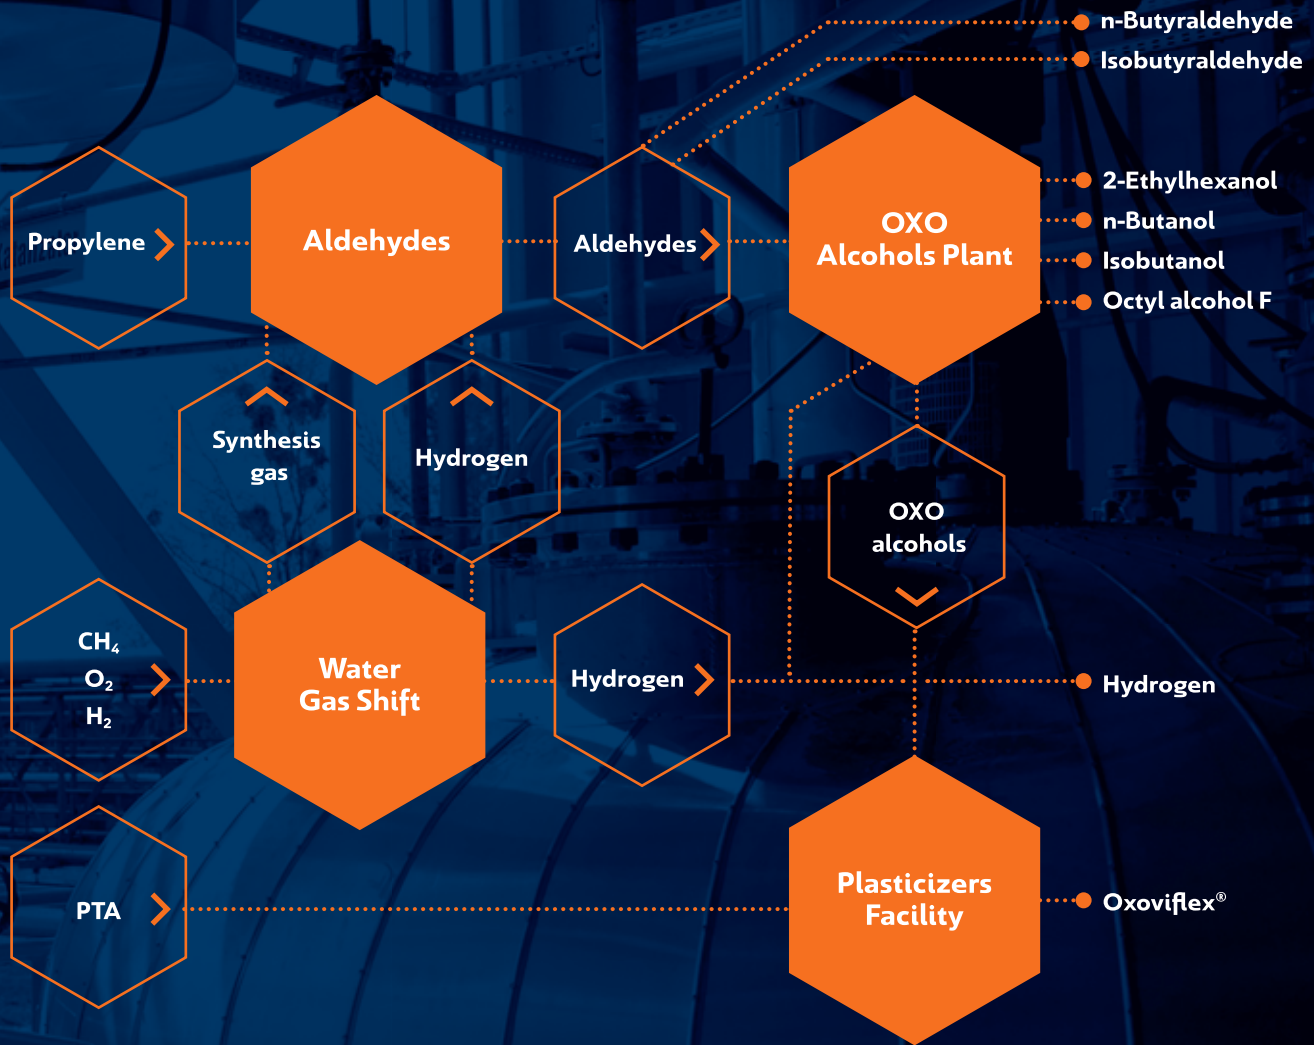 n-Butyraldehyde
Isobutyraldehyde
Propylene
Aldehydes
Aldehydes
OXO
Alcohols Plant
2-Ethylhexanol
n-Butanol
Isobutanol
Octyl alcohol F
Synthesis
gas
Hydrogen
OXO
alcohols
CH₄
O₂
H₂
Water
Gas Shift
Hydrogen
Hydrogen
PTA
Plasticizers
Facility
Oxoviflex®